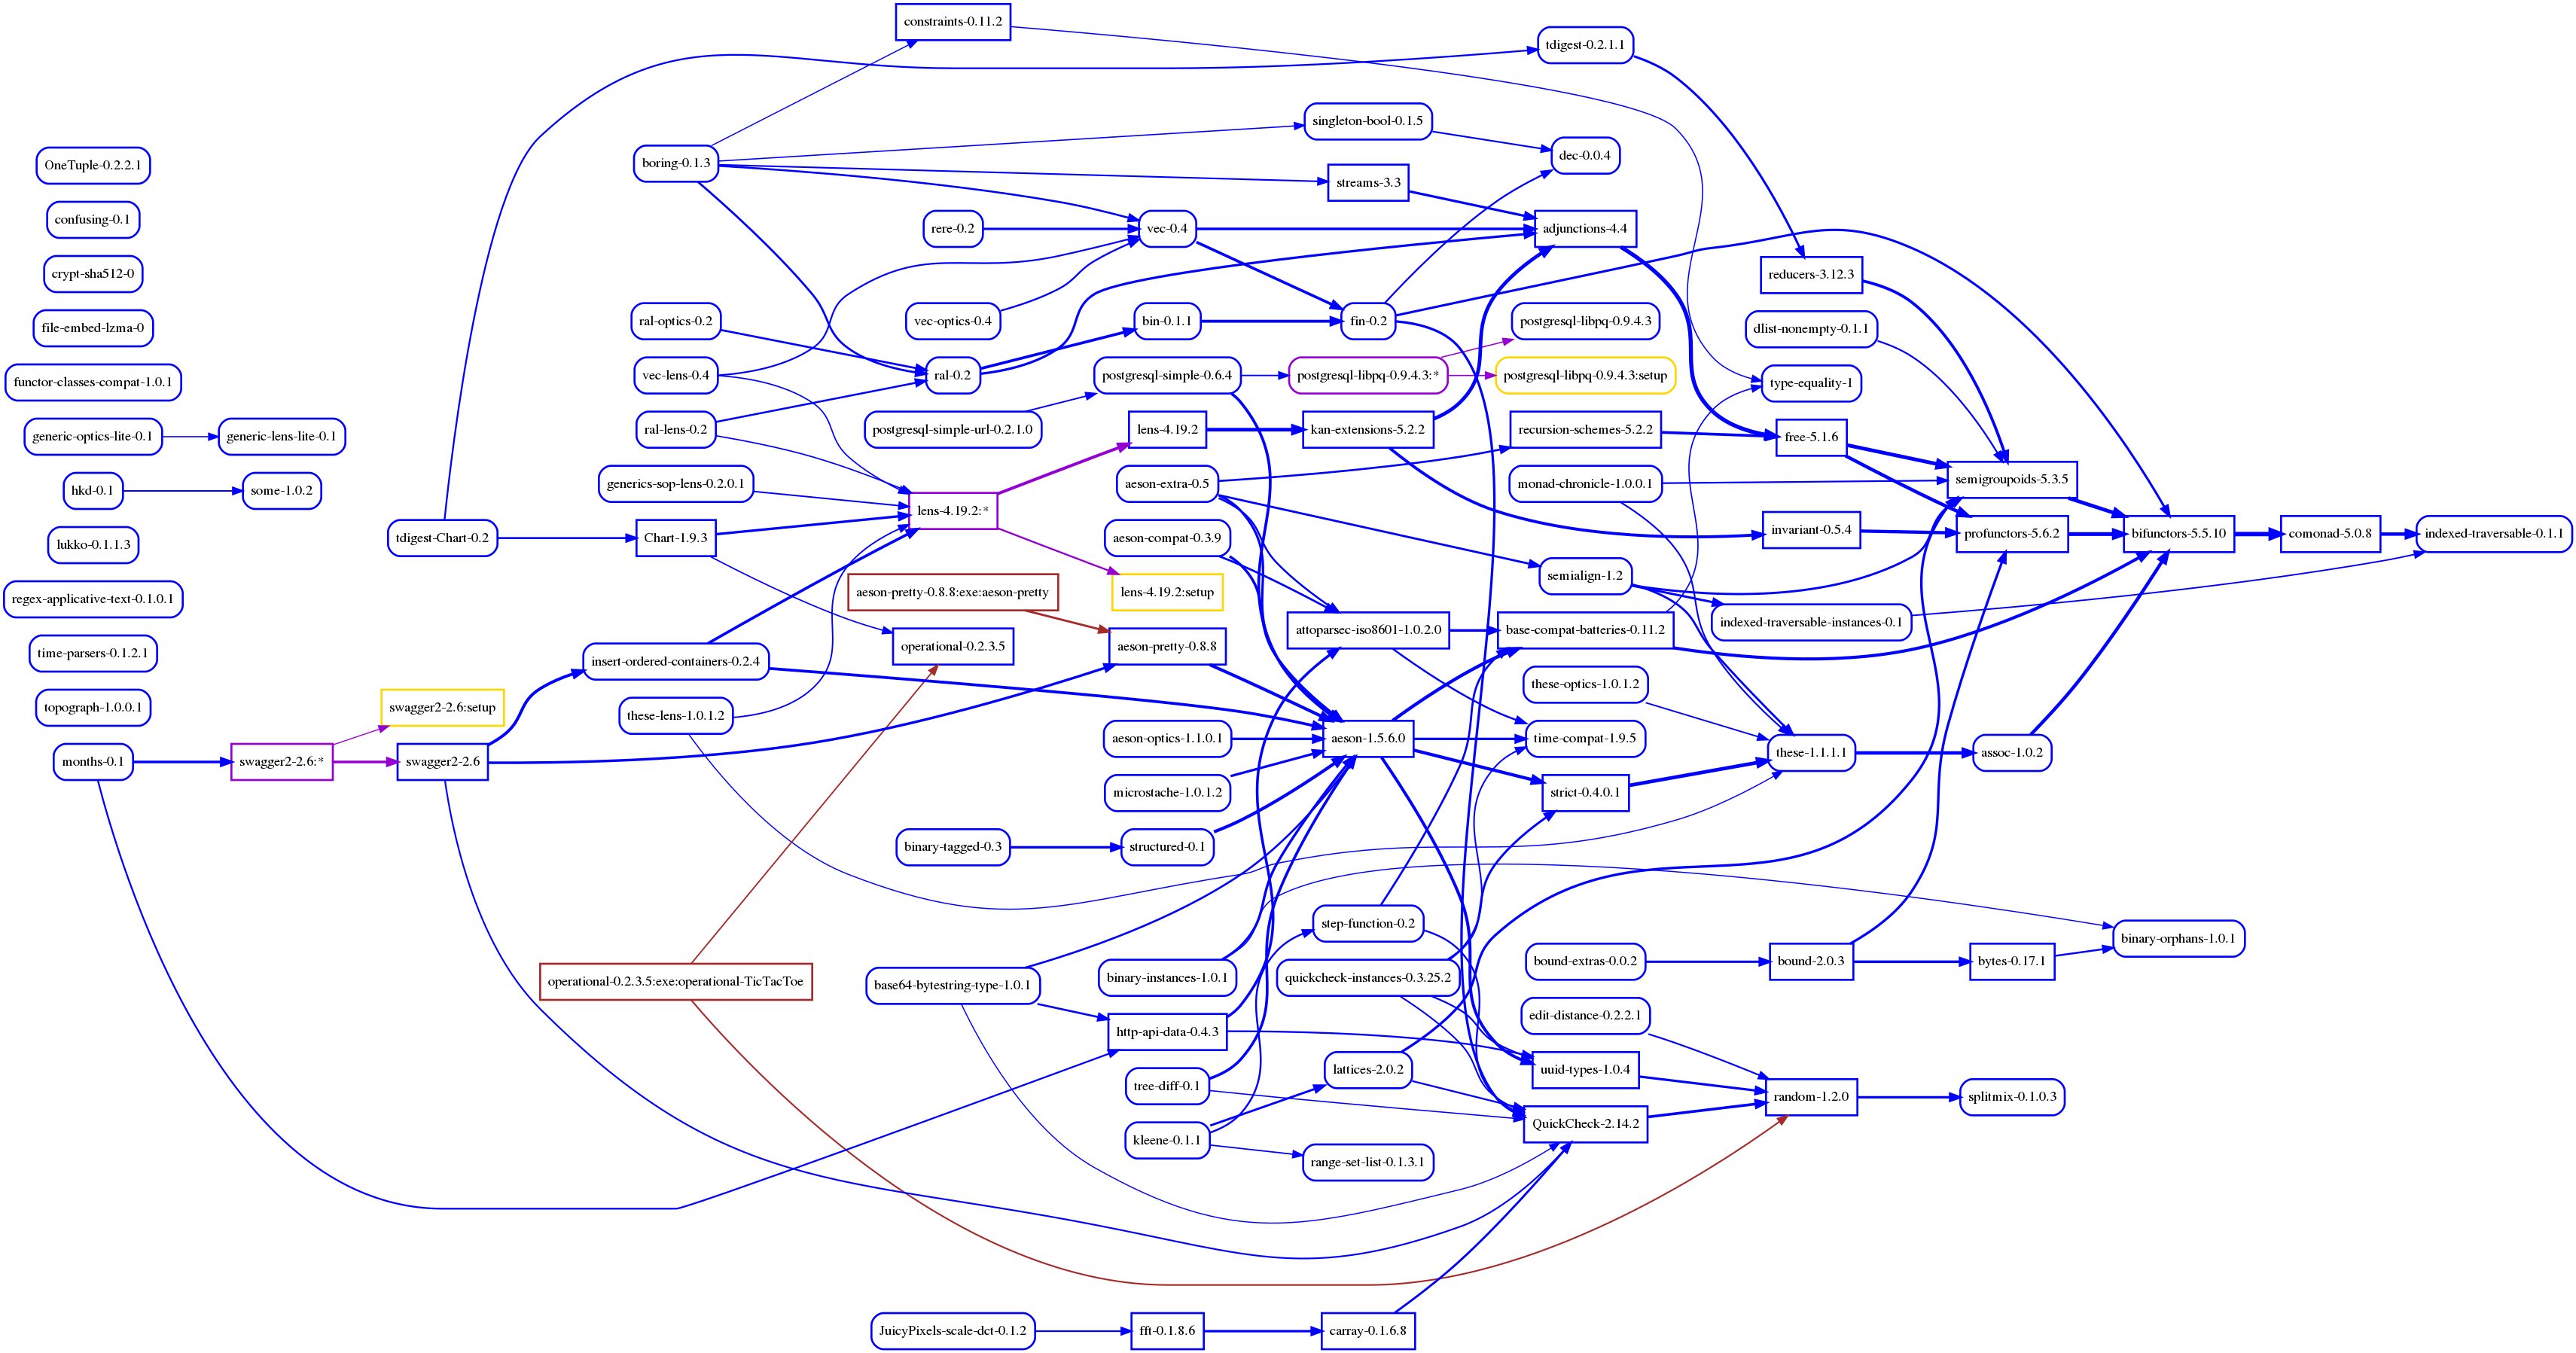 OneTuple-0.2.2.1
confusing-0.1
crypt-sha512-0
file-embed-lzma-0
functor-classes-compat-1.0.1
generic-optics-lite-0.1
generic-lens-lite-0.1
hkd-0.1
some-1.0.2
lukko-0.1.1.3
regex-applicative-text-0.1.0.1
time-parsers-0.1.2.1
topograph-1.0.0.1
months-0.1
swagger2-2.6:*
swagger2-2.6:setup
swagger2-2.6
tdigest-Chart-0.2
boring-0.1.3
ral-optics-0.2
vec-lens-0.4
ral-lens-0.2
generics-sop-lens-0.2.0.1
Chart-1.9.3
insert-ordered-containers-0.2.4
these-lens-1.0.1.2
operational-0.2.3.5:exe:operational-TicTacToe
constraints-0.11.2
rere-0.2
vec-optics-0.4
ral-0.2
postgresql-simple-url-0.2.1.0
lens-4.19.2:*
aeson-pretty-0.8.8:exe:aeson-pretty
operational-0.2.3.5
binary-tagged-0.3
base64-bytestring-type-1.0.1
JuicyPixels-scale-dct-0.1.2
vec-0.4
bin-0.1.1
postgresql-simple-0.6.4
lens-4.19.2
aeson-extra-0.5
aeson-compat-0.3.9
lens-4.19.2:setup
aeson-pretty-0.8.8
aeson-optics-1.1.0.1
microstache-1.0.1.2
structured-0.1
binary-instances-1.0.1
http-api-data-0.4.3
tree-diff-0.1
kleene-0.1.1
fft-0.1.8.6
singleton-bool-0.1.5
streams-3.3
fin-0.2
postgresql-libpq-0.9.4.3:*
kan-extensions-5.2.2
attoparsec-iso8601-1.0.2.0
aeson-1.5.6.0
step-function-0.2
quickcheck-instances-0.3.25.2
lattices-2.0.2
range-set-list-0.1.3.1
carray-0.1.6.8
tdigest-0.2.1.1
dec-0.0.4
adjunctions-4.4
postgresql-libpq-0.9.4.3
postgresql-libpq-0.9.4.3:setup
recursion-schemes-5.2.2
monad-chronicle-1.0.0.1
semialign-1.2
base-compat-batteries-0.11.2
these-optics-1.0.1.2
time-compat-1.9.5
strict-0.4.0.1
bound-extras-0.0.2
edit-distance-0.2.2.1
uuid-types-1.0.4
QuickCheck-2.14.2
reducers-3.12.3
dlist-nonempty-0.1.1
type-equality-1
free-5.1.6
invariant-0.5.4
indexed-traversable-instances-0.1
these-1.1.1.1
bound-2.0.3
random-1.2.0
semigroupoids-5.3.5
profunctors-5.6.2
assoc-1.0.2
bytes-0.17.1
splitmix-0.1.0.3
bifunctors-5.5.10
binary-orphans-1.0.1
comonad-5.0.8
indexed-traversable-0.1.1